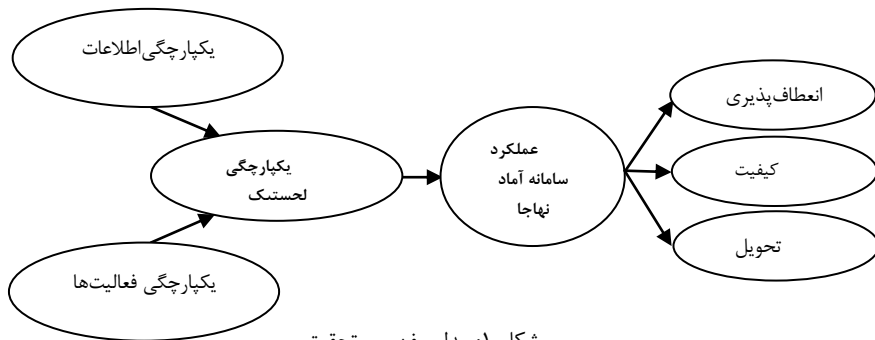 یکپارچگی اطلاعات
انعطاف‌پذیری
عملکرد
سامانه آماد
نهاجا
یکپارچگی
لجستیک
کیفیت
تحویل
یکپارچگی فعالیت‌ها